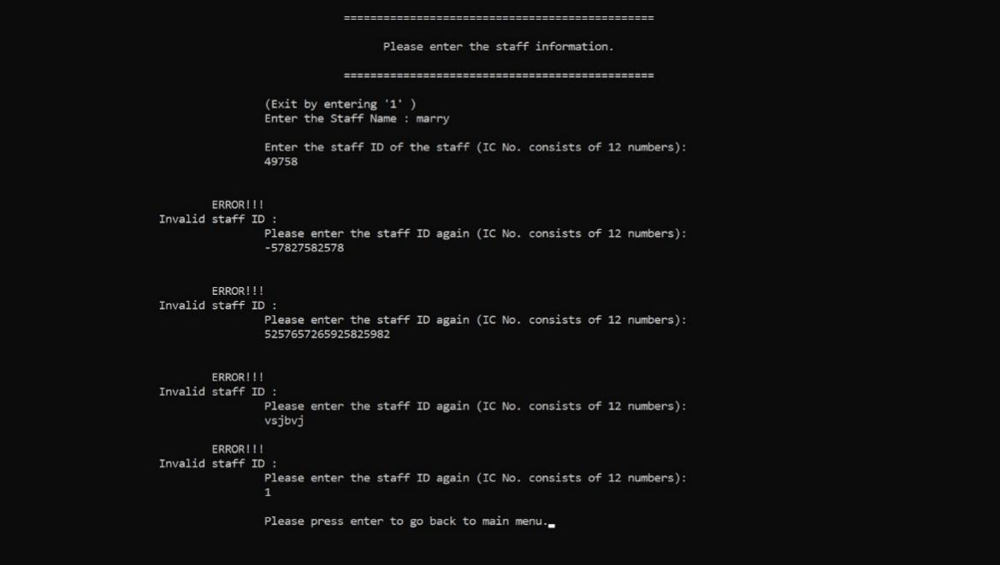 ===============================================
Please enter the staff information.
===============================================
(Exit by entering '1' )
Enter the Staff Name : marry
Enter the staff ID of the staff (IC No. consists of 12 numbers):
49758
ERROR!!!
Invalid staff ID :
Please enter the staff ID again (IC No. consists of 12 numbers):
-57827582578
ERROR!!!
Invalid staff ID :
Please enter the staff ID again (IC No. consists of 12 numbers):
5257657265925825982
ERROR!!!
Invalid staff ID :
Please enter the staff ID again (IC No. consists of 12 numbers):
vsjbvj
ERROR!!!
Invalid staff ID :
Please enter the staff ID again (IC No. consists of 12 numbers):
1
Please press enter to go back to main menu.